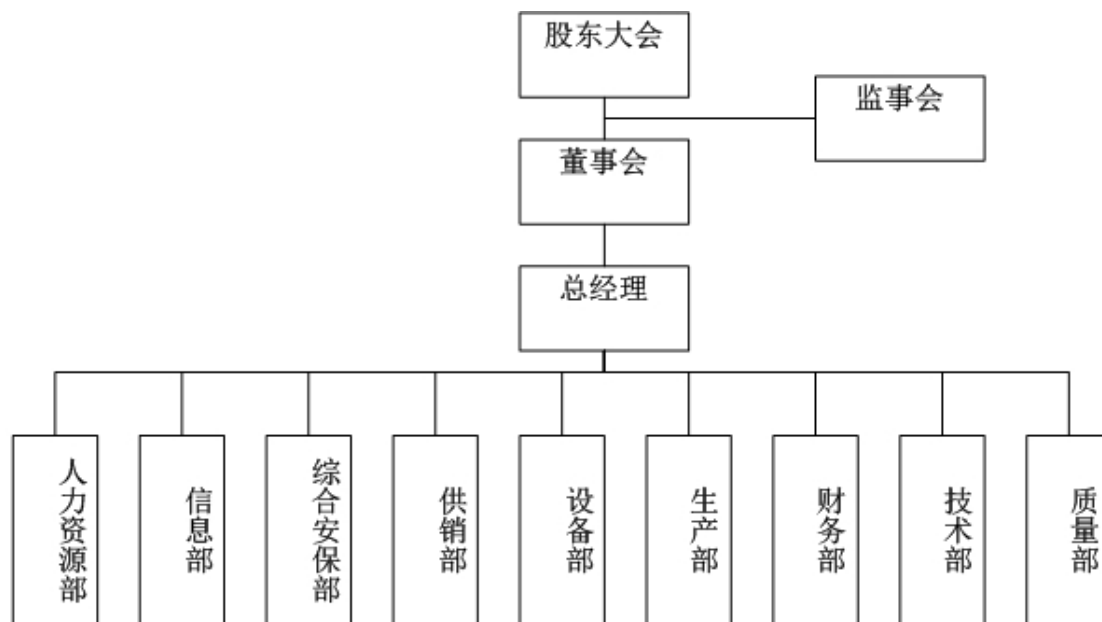 股东大会
监事会
董事会
总经理
人力资源部
信息部
综合安保部
供销部
设备部
生产部
财务部
技术部
质量部